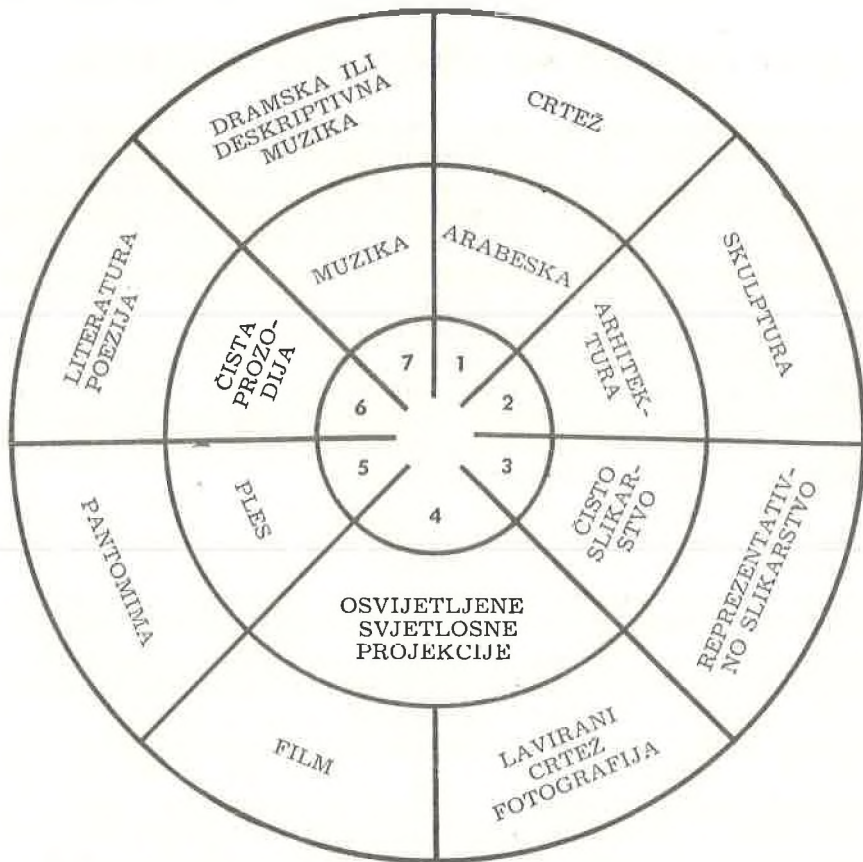 DRAMSKA ILI
DESKRIPTIVNA
MUZIKA
CRTEŽ
SKULPTURA
REPREZENTATIV-
NO SLIKARSTVO
LAVIRANI
CRTEŽ
FOTOGRAFIJA
FILM
PANTOMIMA
LITERATURA
POEZIJA
MUZIKA
ARABESKA
ARHITEK-
TURA
ČISTO
SLIKAR-
STVO
OSVIJETLJENE
SVJETLOSNE
PROJEKCIJE
PLES
ČISTA
PROZO-
DIJA
1
2
3
4
5
6
7